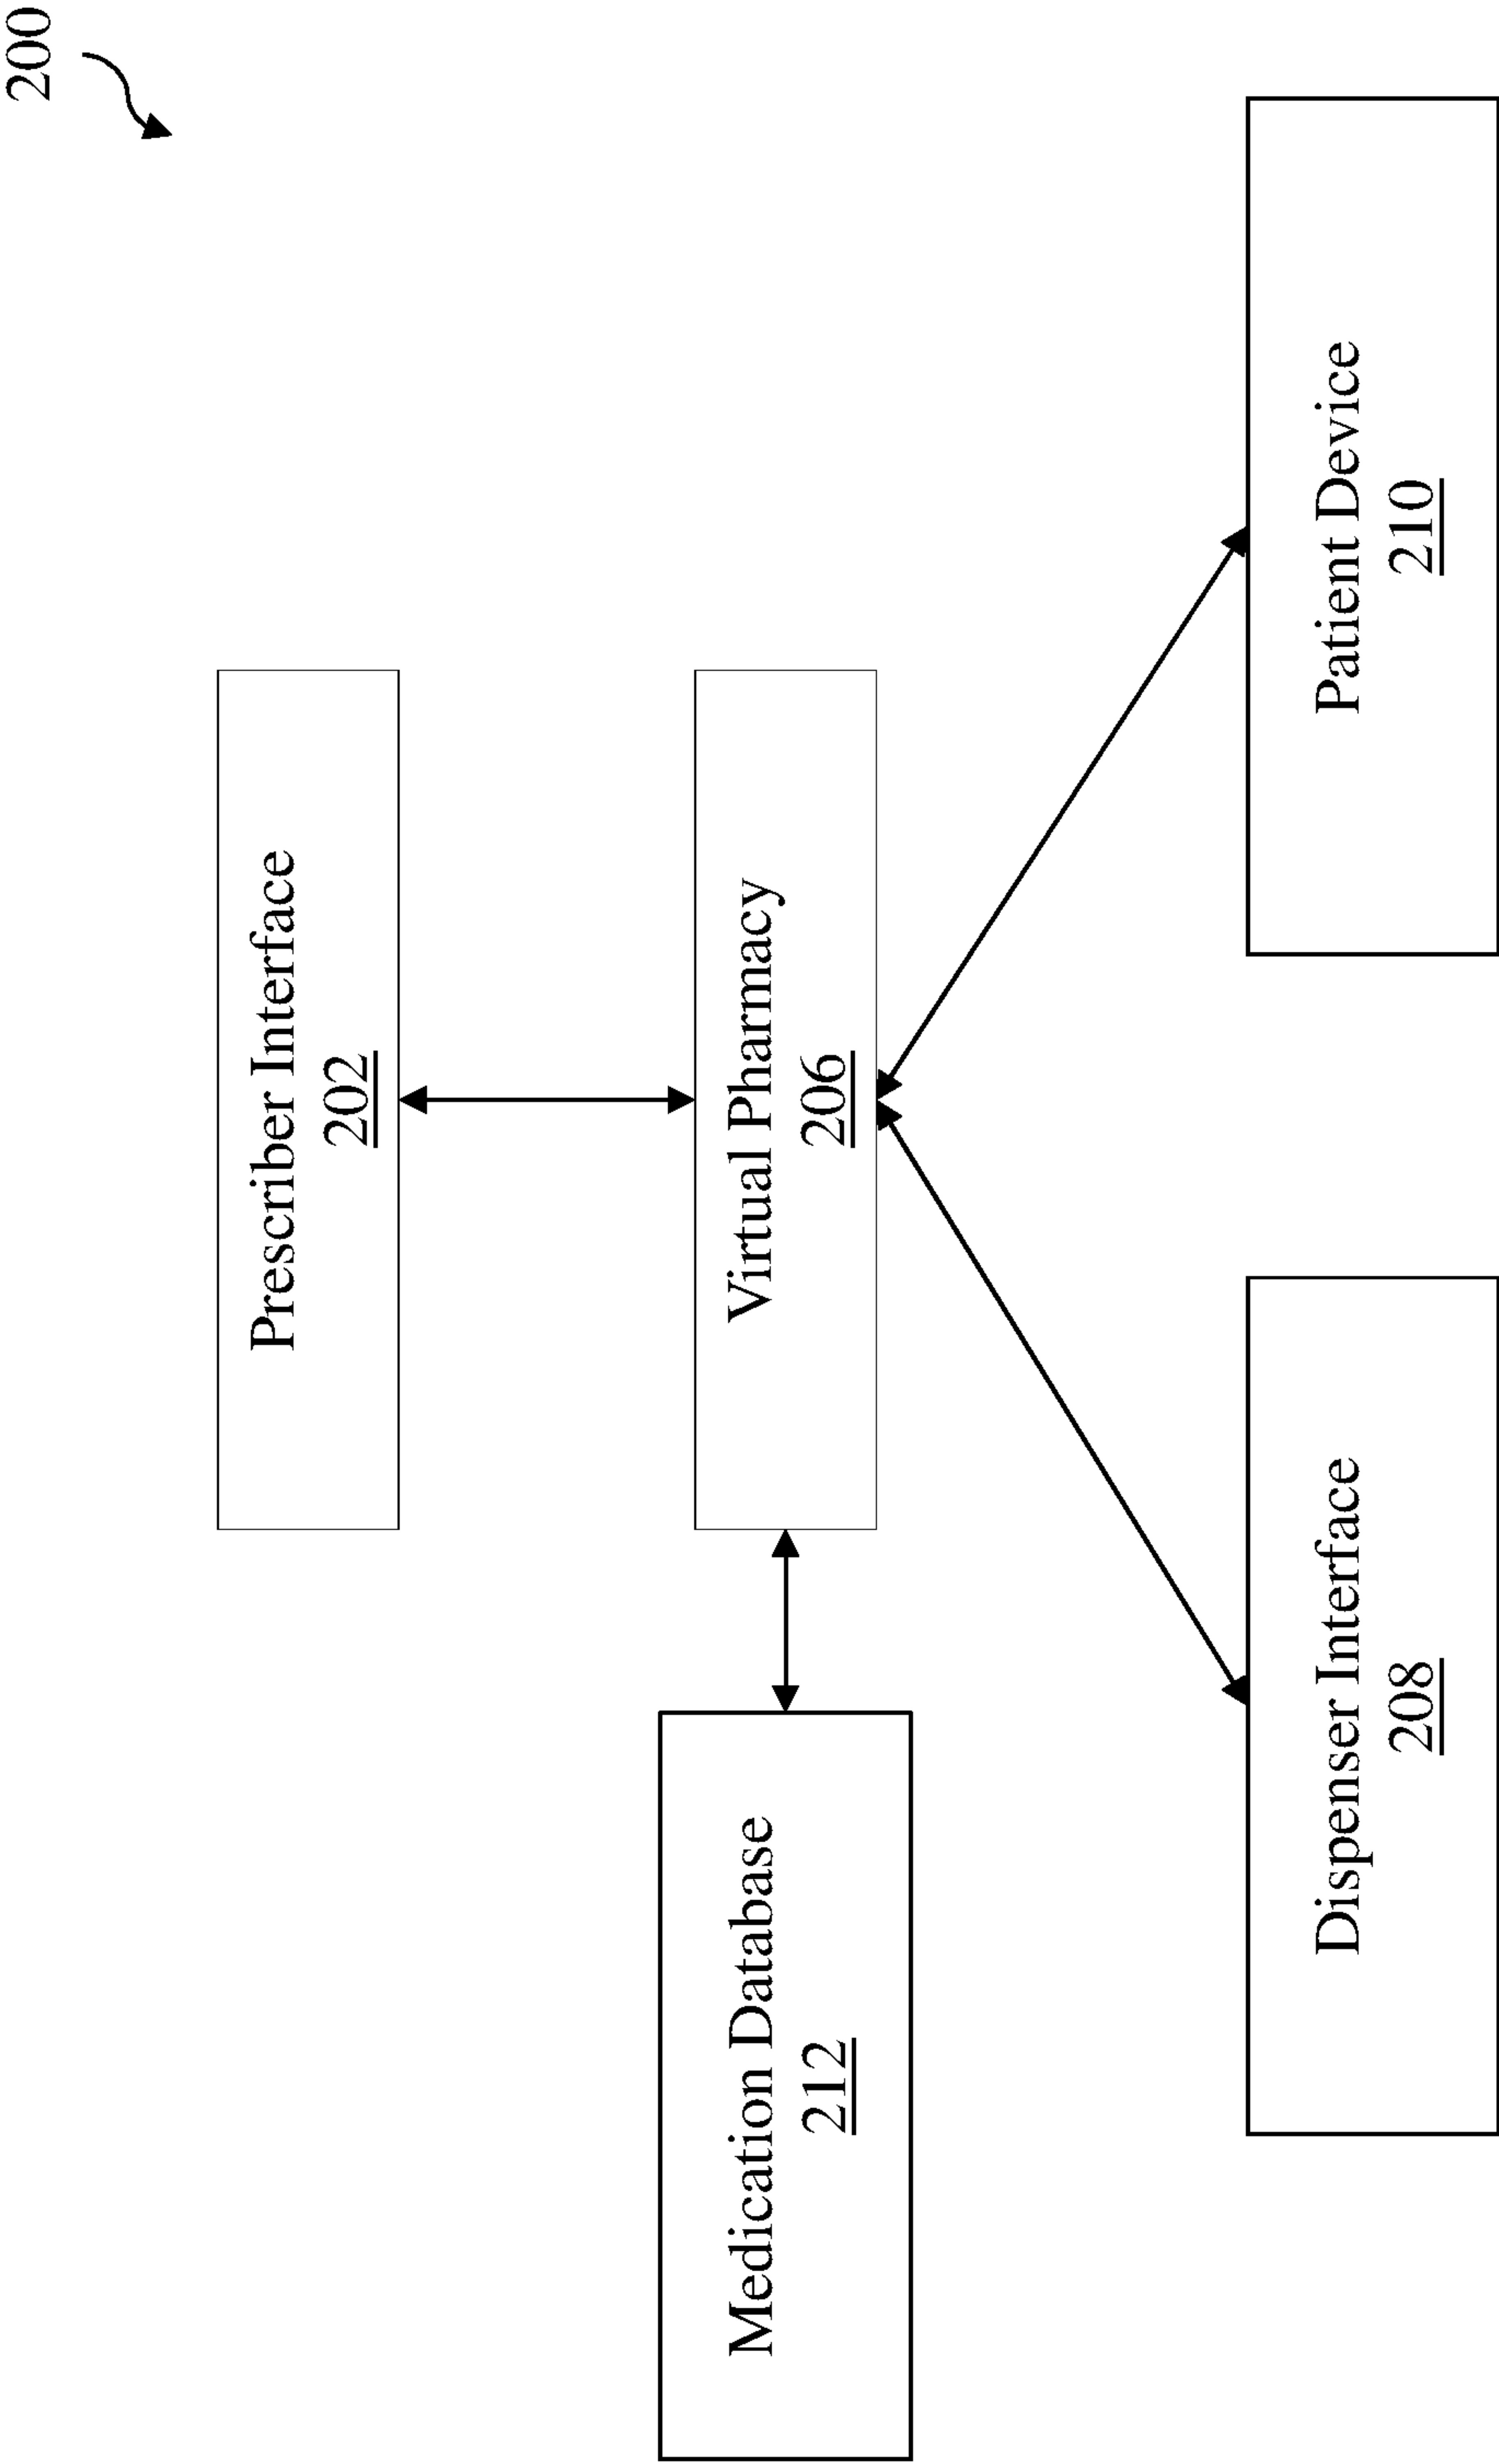 200
Prescriber Interface
202
Medication Database
212
Virtual Pharmacy
206
Dispenser Interface
208
Patient Device
210